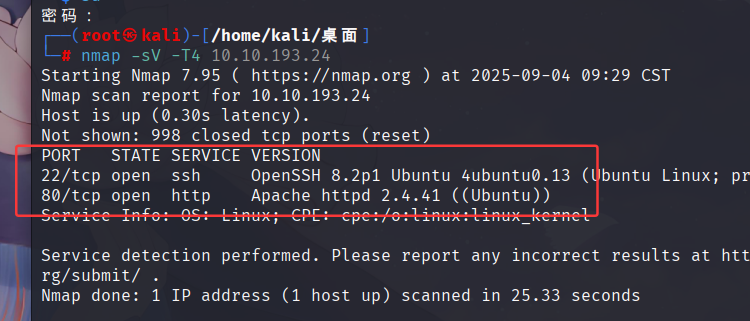 密码：
┌──(root㉿kali)-[/home/kali/桌面]
└─# nmap -sV -T4 10.10.193.24
Starting Nmap 7.95 ( https://nmap.org ) at 2025-09-04 09:29 CST
Nmap scan report for 10.10.193.24
Host is up (0.30s latency).
Not shown: 998 closed tcp ports (reset)
PORT   STATE SERVICE VERSION
22/tcp open  ssh     OpenSSH 8.2p1 Ubuntu 4ubuntu0.13 (Ubuntu Linux; pr
80/tcp open  http    Apache httpd 2.4.41 ((Ubuntu))
Service Info: OS: Linux; CPE: cpe:/o:linux:linux_kernel
Service detection performed. Please report any incorrect results at htt
rg/submit/ .
Nmap done: 1 IP address (1 host up) scanned in 25.33 seconds